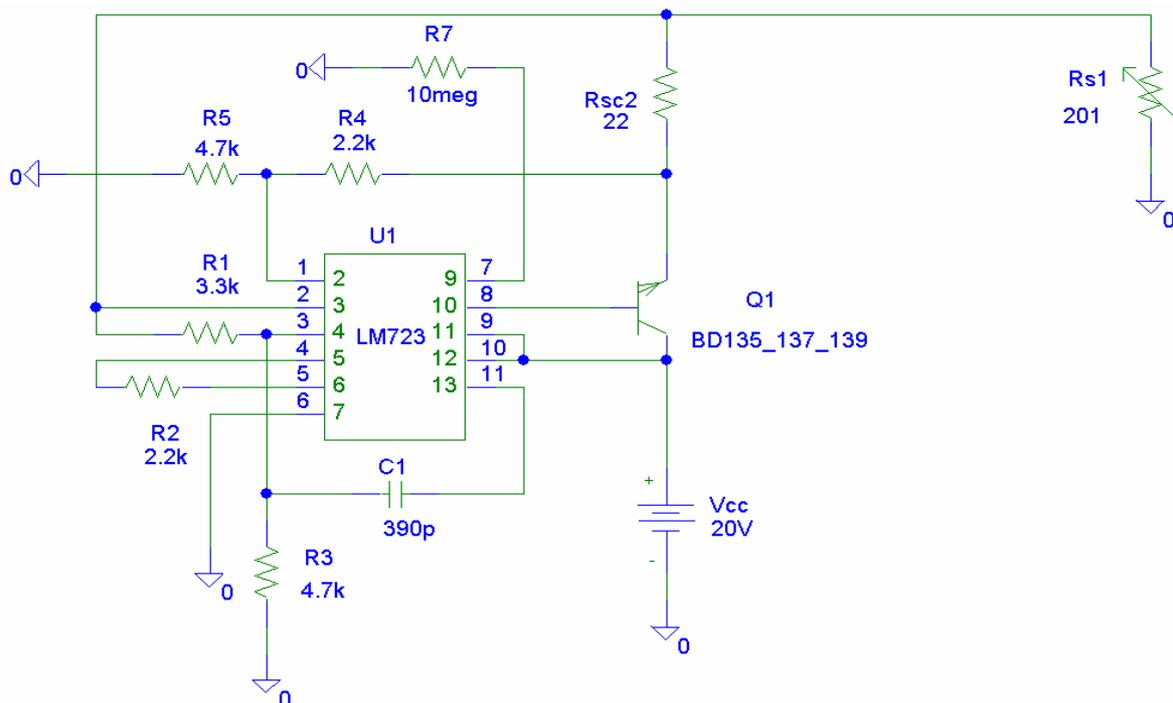 R7
0
10meg
Rsc2
22
Rs1
201
R5
4.7k
R4
2.2k
0
0
U1
R1
3.3k
1 2 9 7
2 3 10 8
3 4 LM723 11 9
4 5 12 10
5 6 13 11
6 7
Q1
BD135_137_139
R2
2.2k
C1
390p
+
Vcc
20V
-
R3
4.7k
0
0
0